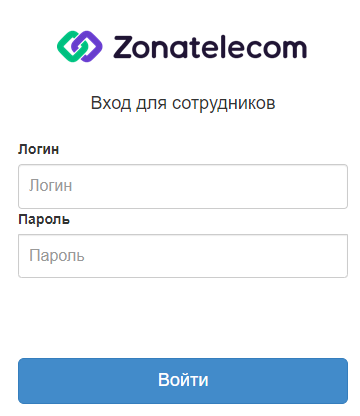 Zonatelecom
Вход для сотрудников
Логин
Логин
Пароль
Пароль
Войти